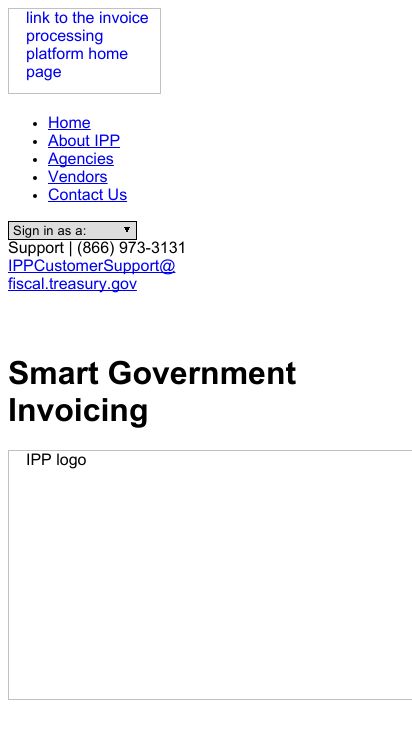 link to the invoice
processing
platform home
page
Home
About IPP
Agencies
Vendors
Contact Us
Sign in as a:
Support | (866) 973-3131
IPPCustomerSupport@
fiscal.treasury.gov
Smart Government
Invoicing
IPP logo